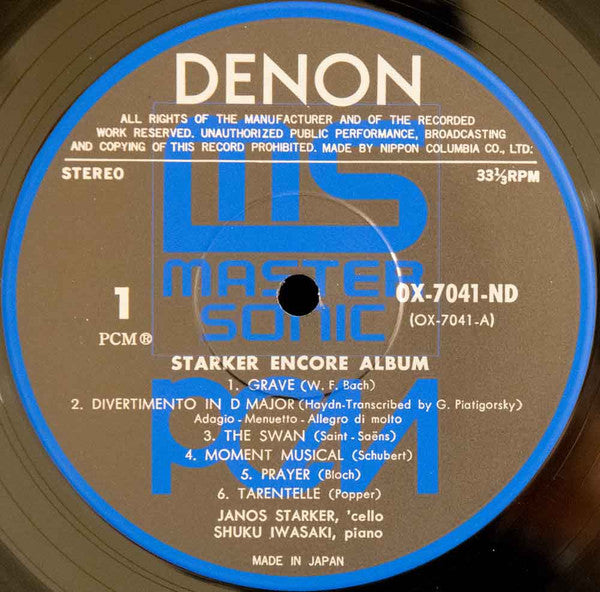 DENON
ALL RIGHTS OF THE MANUFACTURER AND OF THE RECORDED
WORK RESERVED. UNAUTHORIZED PUBLIC PERFORMANCE, BROADCASTING
AND COPYING OF THIS RECORD PROHIBITED. MADE BY NIPPON COLUMBIA CO., LTD:
STEREO
33⅓RPM
MS
MASTER
SONIC
PCM
1
PCM®
OX-7041-ND
(OX-7041-A)
STARKER ENCORE ALBUM
1. GRAVE (W. F. Bach)
2. DIVERTIMENTO IN D MAJOR (Haydn-Transcribed by G. Piatigorsky)
Adagio - Menuetto - Allegro di molto
3. THE SWAN (Saint-Saëns)
4. MOMENT MUSICAL (Schubert)
5. PRAYER (Bloch)
6. TARENTELLE (Popper)
JANOS STARKER, 'cello
SHUKU IWASAKI, piano
MADE IN JAPAN